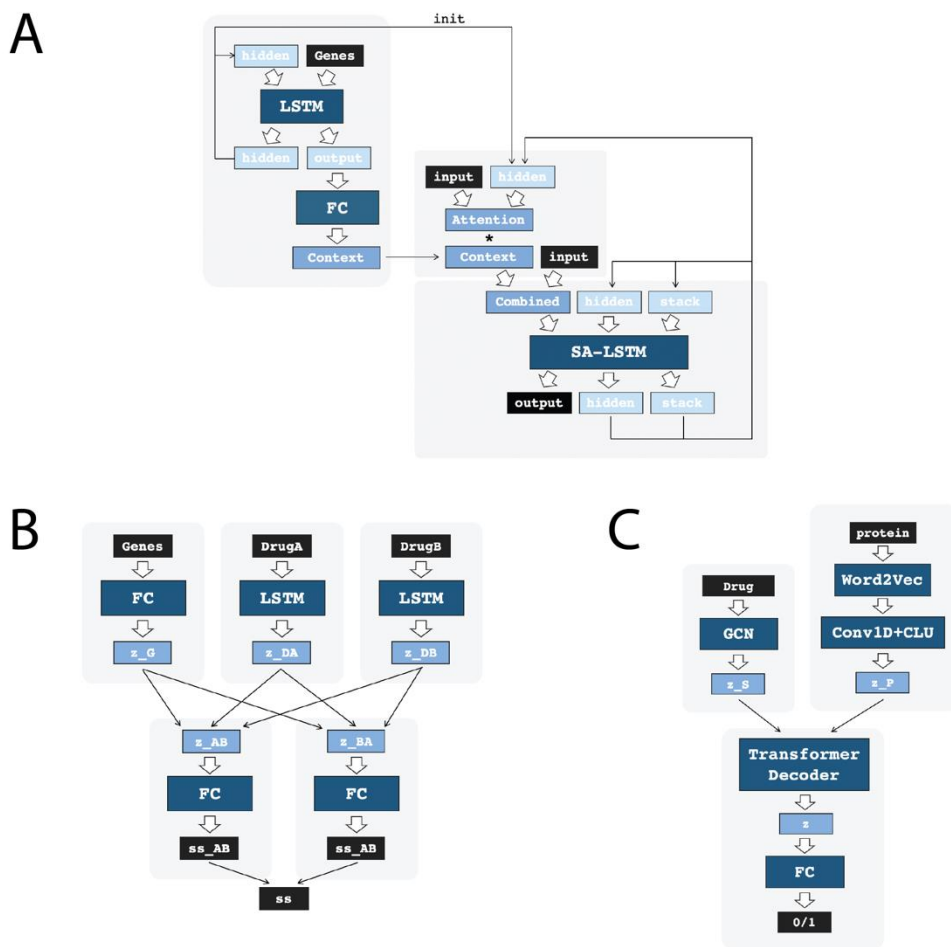 A
init
hidden
Genes
LSTM
hidden
output
FC
Context
input
hidden
Attention
*
Context
input
Combined
hidden
stack
SA-LSTM
output
hidden
stack
B
Genes
DrugA
DrugB
FC
LSTM
LSTM
z_G
z_DA
z_DB
z_AB
z_BA
FC
FC
ss_AB
ss_AB
ss
C
protein
Drug
Word2Vec
GCN
Conv1D+CLU
z_S
z_P
Transformer
Decoder
z
FC
0/1